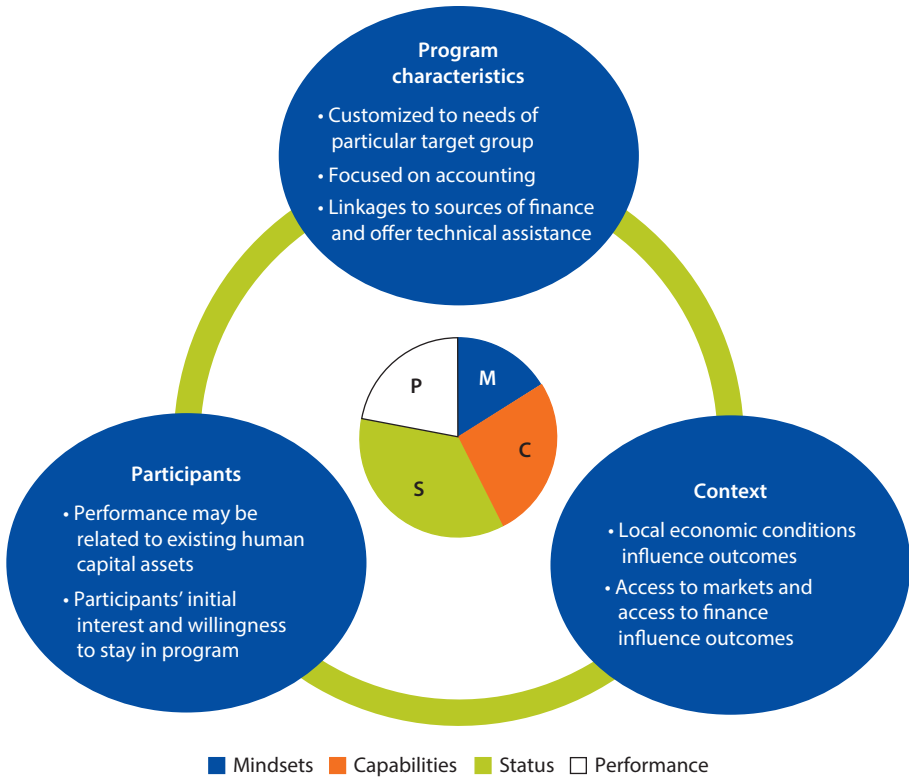 Program
characteristics
• Customized to needs of
particular target group
• Focused on accounting
• Linkages to sources of finance
and offer technical assistance
P
M
C
S
Participants
• Performance may be
related to existing human
capital assets
• Participants’ initial
interest and willingness
to stay in program
Context
• Local economic conditions
influence outcomes
• Access to markets and
access to finance
influence outcomes
Mindsets Capabilities Status Performance